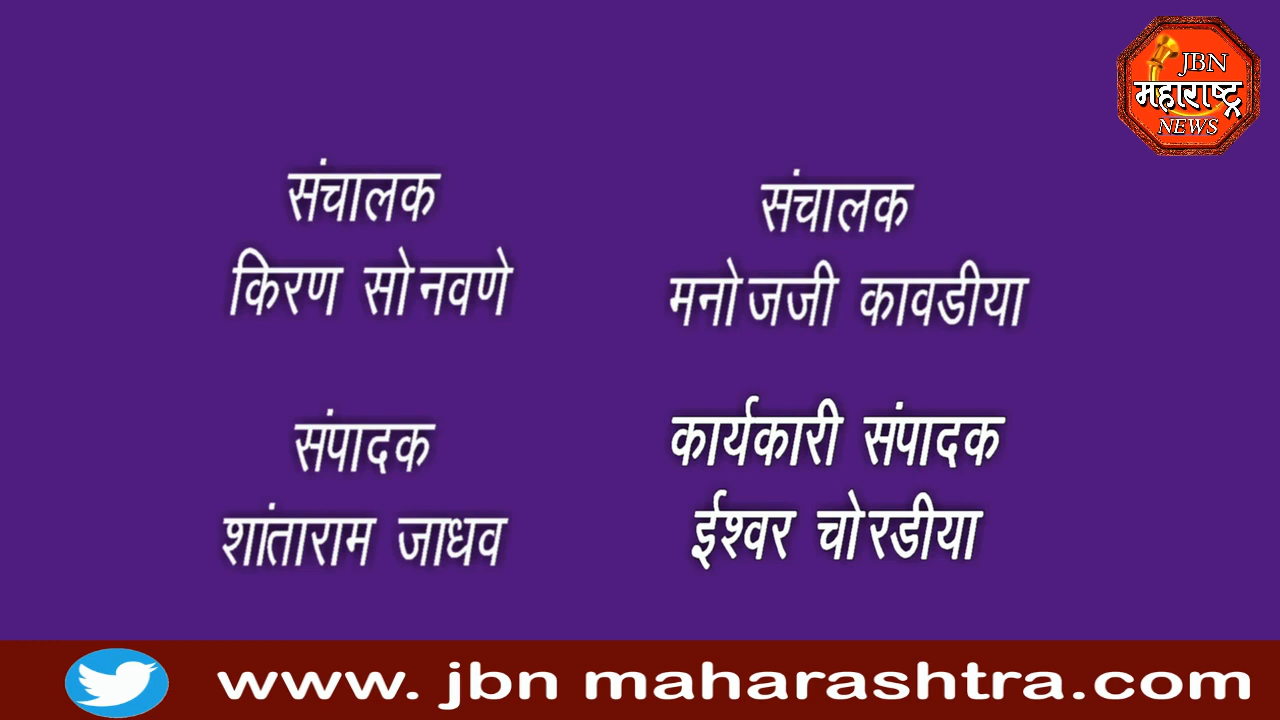 JBN
महाराष्ट्र
NEWS
संचालक
किरण सोनवणे
संचालक
मनोजजी कावडीया
संपादक
शांताराम जाधव
कार्यकारी संपादक
ईश्वर चोरडीया
www. jbn maharashtra.com